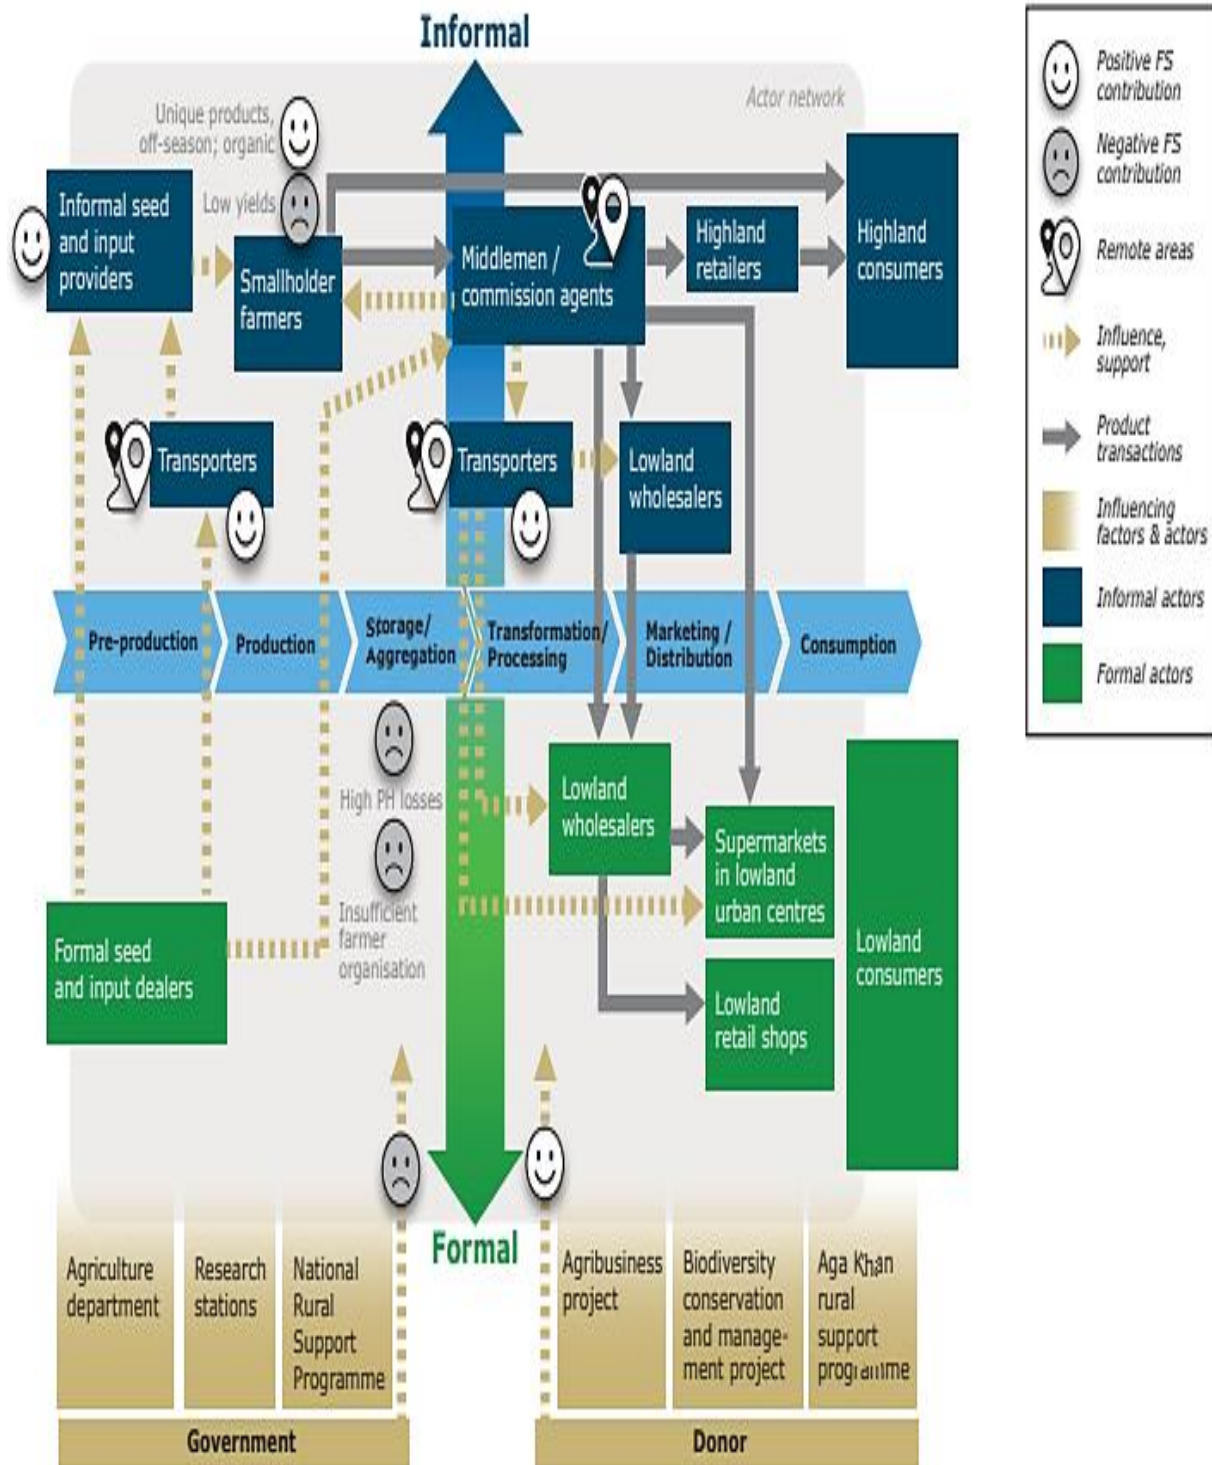 Informal
Actor network
Unique products,
off-season; organic
Low yields
Informal seed
and input
providers
Smallholder
farmers
Middlemen /
commission agents
Highland
retailers
Highland
consumers
Transporters
Transporters
Lowland
wholesalers
Pre-production
Production
Storage/
Aggregation
Transformation/
Processing
Marketing /
Distribution
Consumption
High PH losses
Insufficient
farmer
organisation
Lowland
wholesalers
Supermarkets
in lowland
urban centres
Lowland
retail shops
Lowland
consumers
Formal seed
and input dealers
Formal
Agriculture
department
Research
stations
National
Rural
Support
Programme
Government
Agribusiness
project
Biodiversity
conservation
and manage-
ment project
Aga Khan
rural
support
programme
Donor
Positive FS
contribution
Negative FS
contribution
Remote areas
Influence,
support
Product
transactions
Influencing
factors & actors
Informal actors
Formal actors